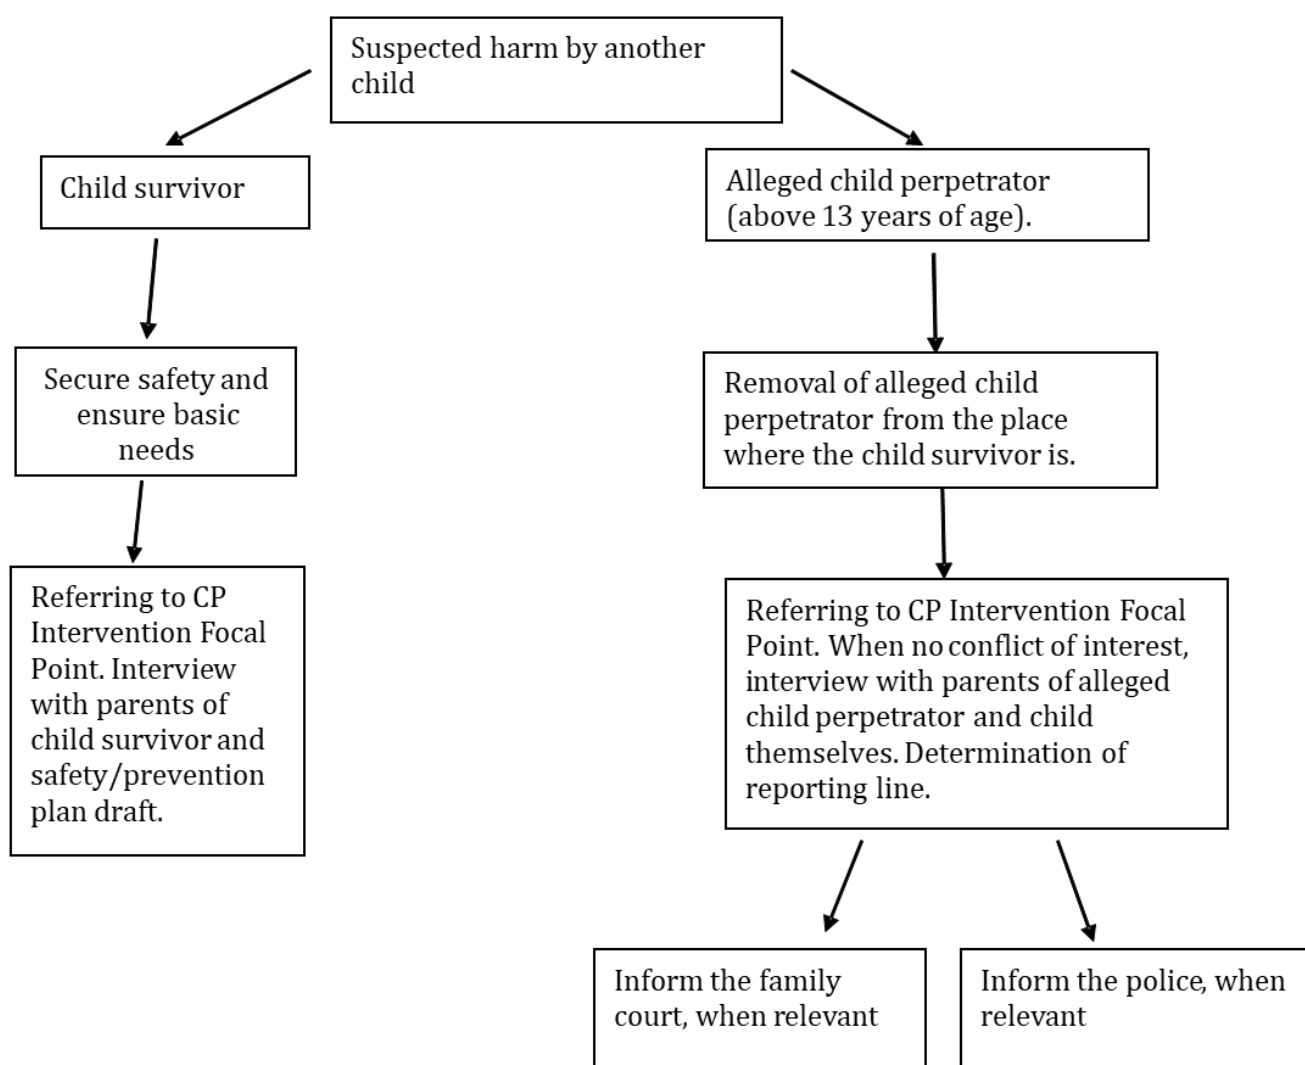 Suspected harm by another
child
Child survivor
Alleged child perpetrator
(above 13 years of age).
Secure safety and
ensure basic
needs
Removal of alleged child
perpetrator from the place
where the child survivor is.
Referring to CP
Intervention Focal
Point. Interview
with parents of
child survivor and
safety/prevention
plan draft.
Referring to CP Intervention Focal
Point. When no conflict of interest,
interview with parents of alleged
child perpetrator and child
themselves. Determination of
reporting line.
Inform the family
court, when relevant
Inform the police, when
relevant